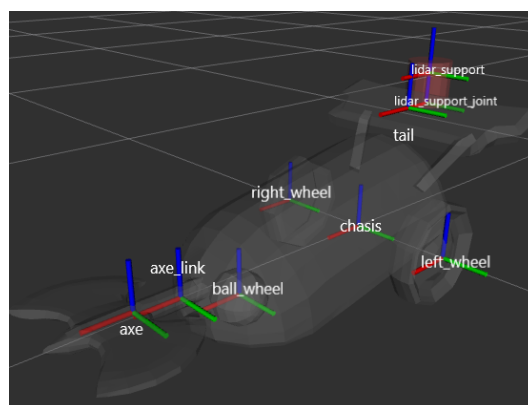 lidar_support
lidar_support_joint
tail
right_wheel
chasis
left_wheel
axe_link
ball_wheel
axe